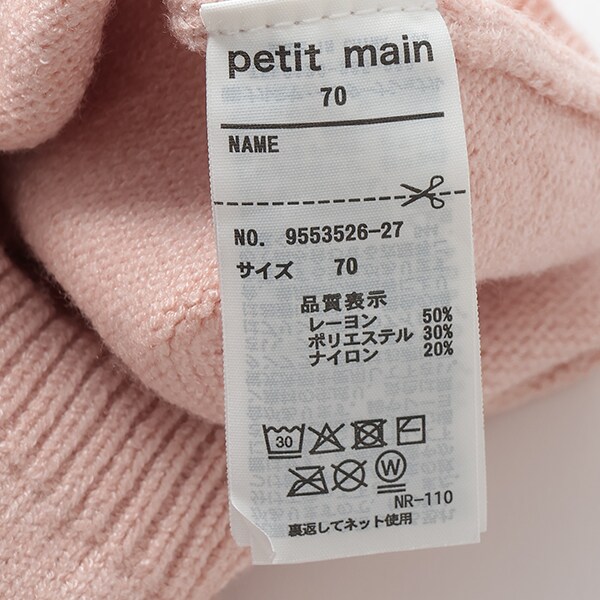 petit main
70
NAME
NO. 9553526-27
サイズ 70
品質表示
レーヨン 50%
ポリエステル 30%
ナイロン 20%
30
W
NR-110
裏返してネット使用